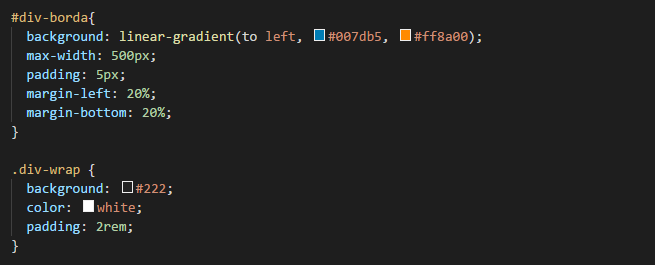 #div-borda{
background: linear-gradient(to left, #007db5, #ff8a00);
max-width: 500px;
padding: 5px;
margin-left: 20%;
margin-bottom: 20%;
}
.div-wrap {
background: #222;
color: white;
padding: 2rem;
}